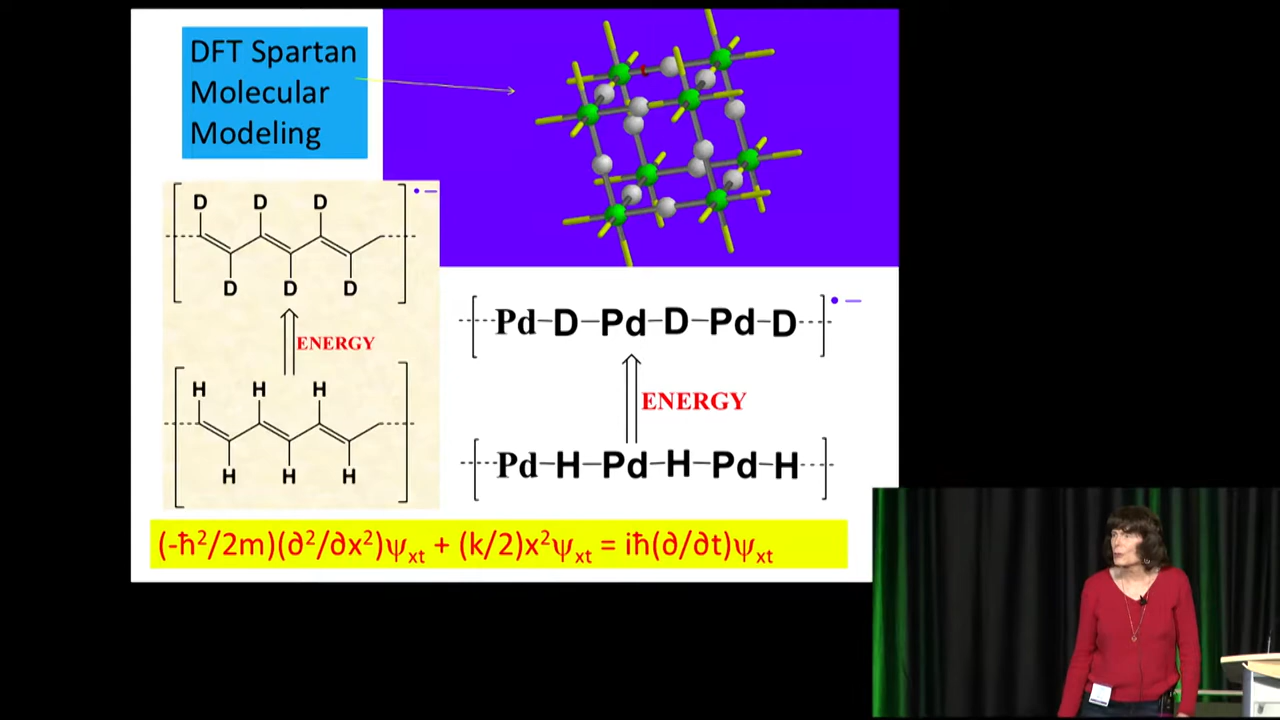 DFT Spartan
Molecular
Modeling
D D D
D D D
ENERGY
H H H
H H H
Pd–D–Pd–D–Pd–D
ENERGY
Pd–H–Pd–H–Pd–H
(-ħ²/2m)(∂²/∂x²)ψxt + (k/2)x²ψxt = iħ(∂/∂t)ψxt